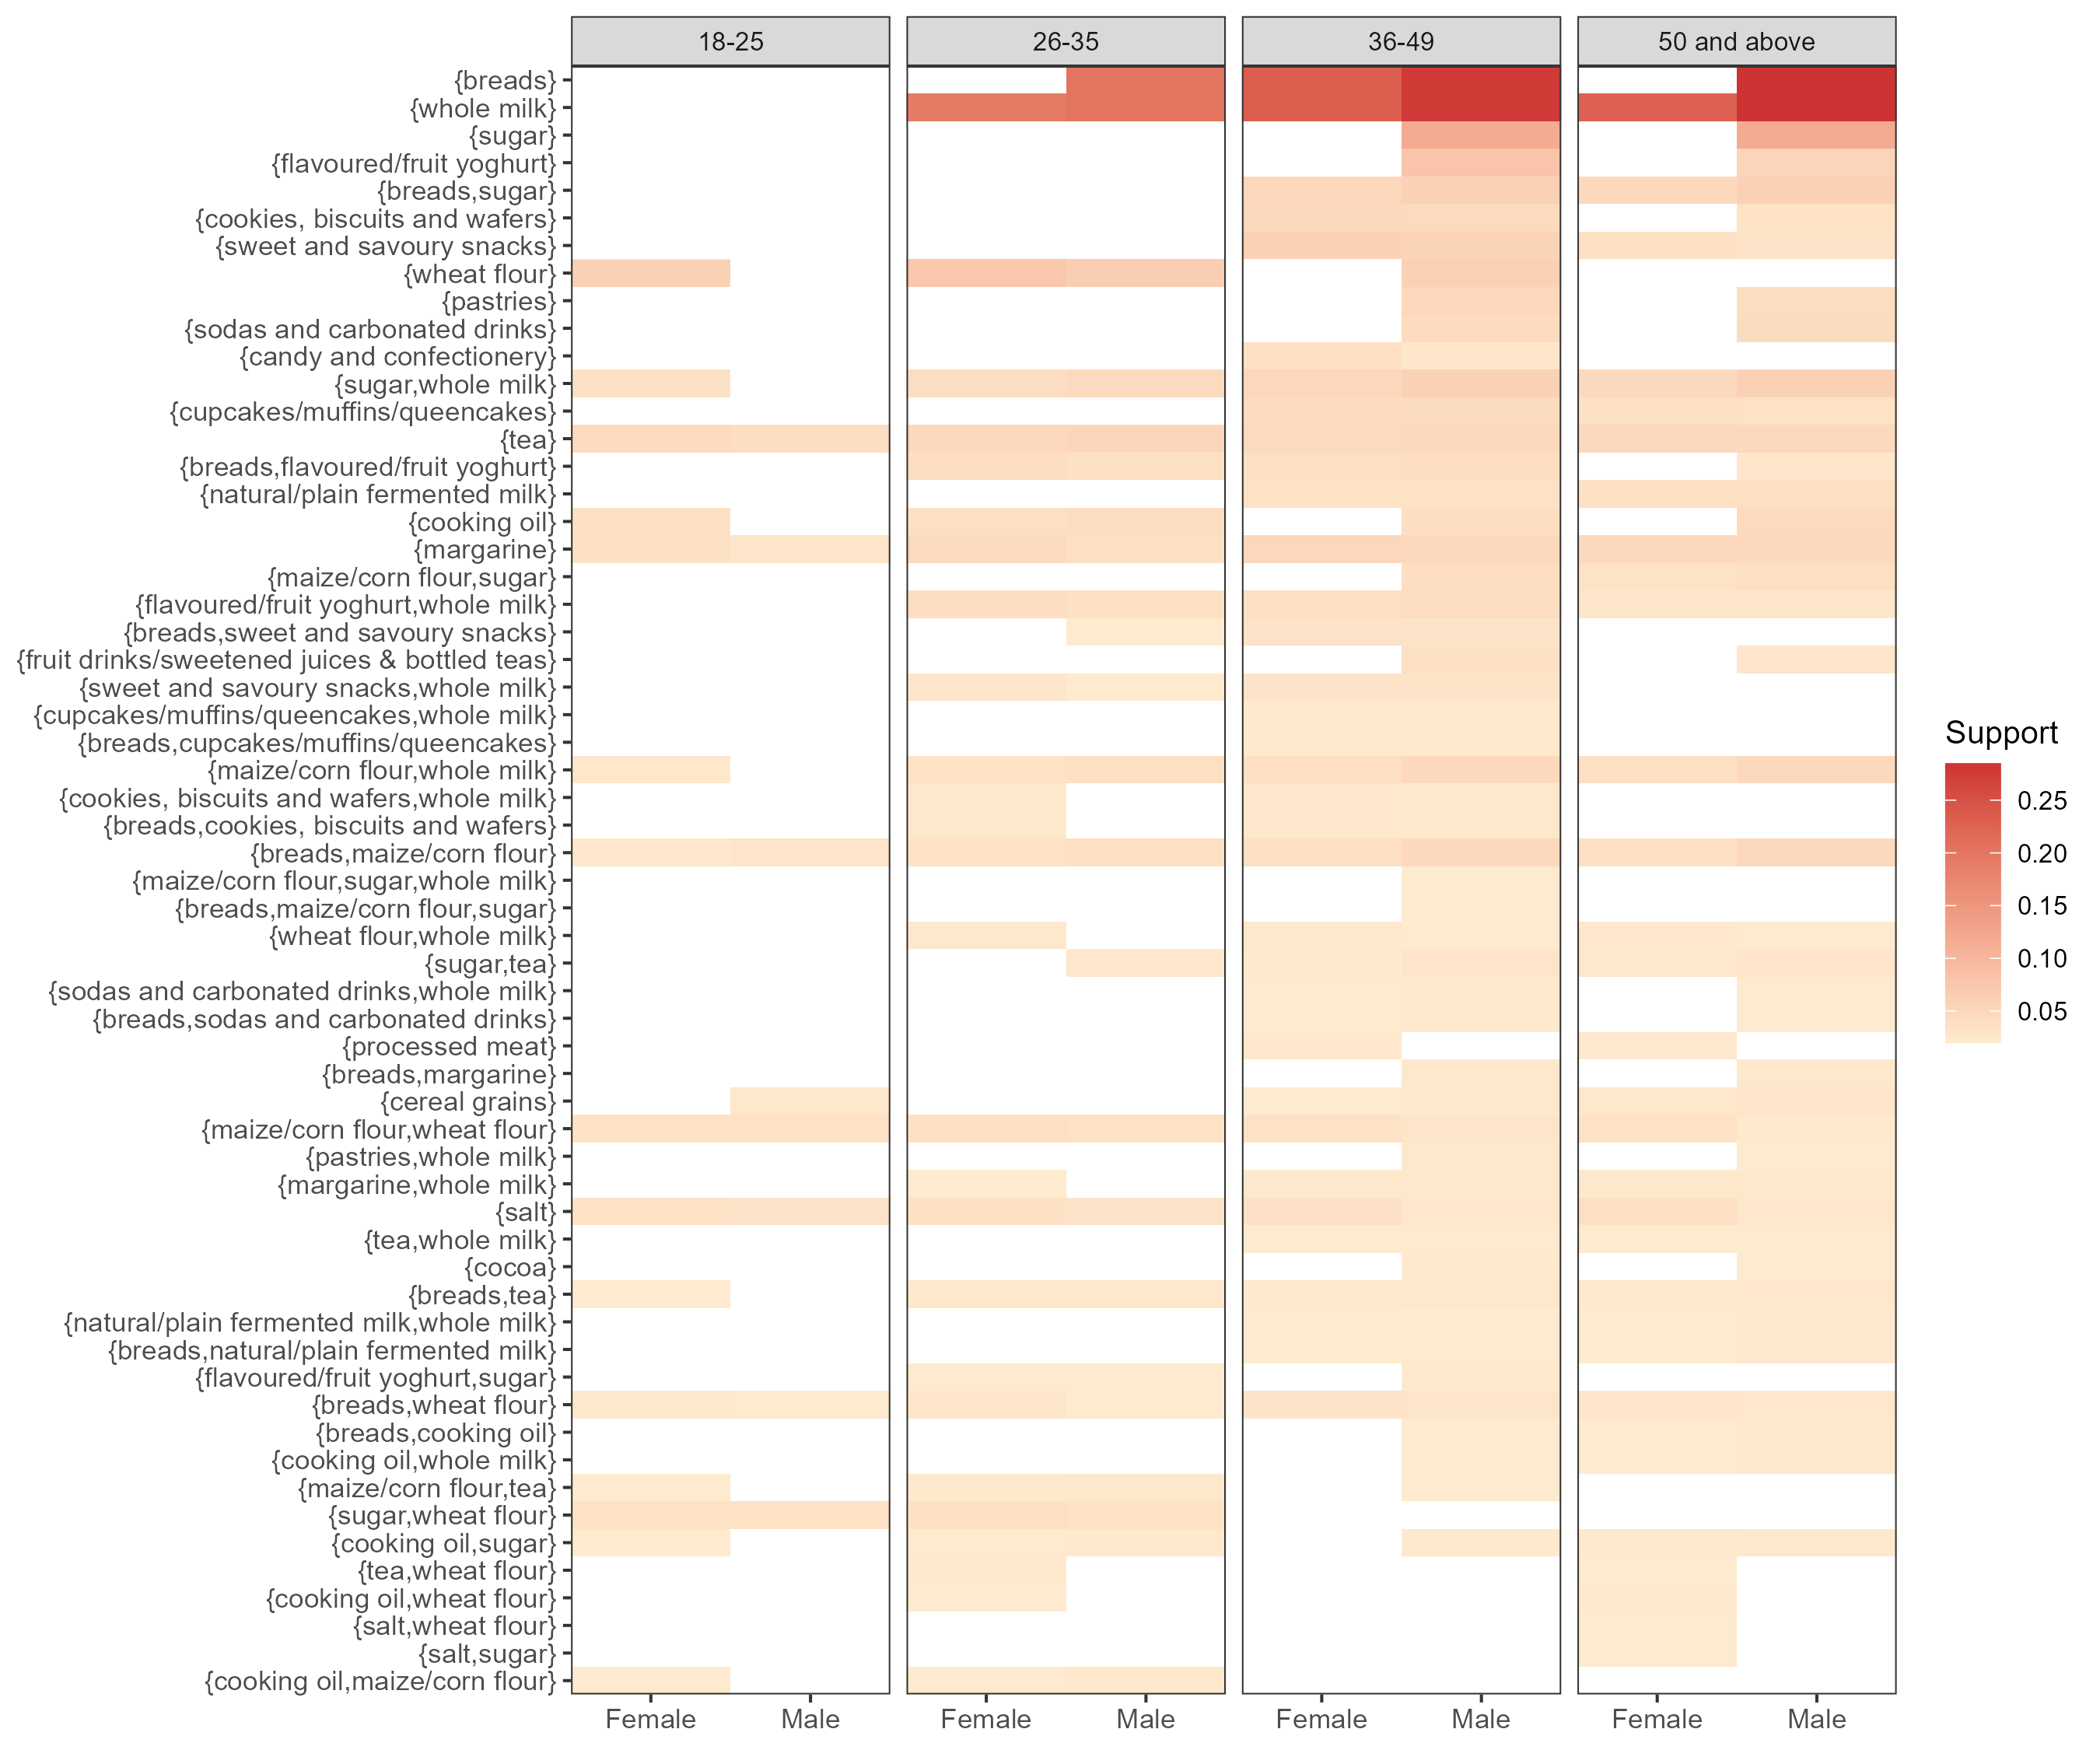 18-25
26-35
36-49
50 and above
{breads}
{whole milk}
{sugar}
{flavoured/fruit yoghurt}
{breads,sugar}
{cookies, biscuits and wafers}
{sweet and savoury snacks}
{wheat flour}
{pastries}
{sodas and carbonated drinks}
{candy and confectionery}
{sugar,whole milk}
{cupcakes/muffins/queencakes}
{tea}
{breads,flavoured/fruit yoghurt}
{natural/plain fermented milk}
{cooking oil}
{margarine}
{maize/corn flour,sugar}
{flavoured/fruit yoghurt,whole milk}
{breads,sweet and savoury snacks}
{fruit drinks/sweetened juices & bottled teas}
{sweet and savoury snacks,whole milk}
{cupcakes/muffins/queencakes,whole milk}
{breads,cupcakes/muffins/queencakes}
{maize/corn flour,whole milk}
{cookies, biscuits and wafers,whole milk}
{breads,cookies, biscuits and wafers}
{breads,maize/corn flour}
{maize/corn flour,sugar,whole milk}
{breads,maize/corn flour,sugar}
{wheat flour,whole milk}
{sugar,tea}
{sodas and carbonated drinks,whole milk}
{breads,sodas and carbonated drinks}
{processed meat}
{breads,margarine}
{cereal grains}
{maize/corn flour,wheat flour}
{pastries,whole milk}
{margarine,whole milk}
{salt}
{tea,whole milk}
{cocoa}
{breads,tea}
{natural/plain fermented milk,whole milk}
{breads,natural/plain fermented milk}
{flavoured/fruit yoghurt,sugar}
{breads,wheat flour}
{breads,cooking oil}
{cooking oil,whole milk}
{maize/corn flour,tea}
{sugar,wheat flour}
{cooking oil,sugar}
{tea,wheat flour}
{cooking oil,wheat flour}
{salt,wheat flour}
{salt,sugar}
{cooking oil,maize/corn flour}
Female
Male
Female
Male
Female
Male
Female
Male
Support
0.25
0.20
0.15
0.10
0.05